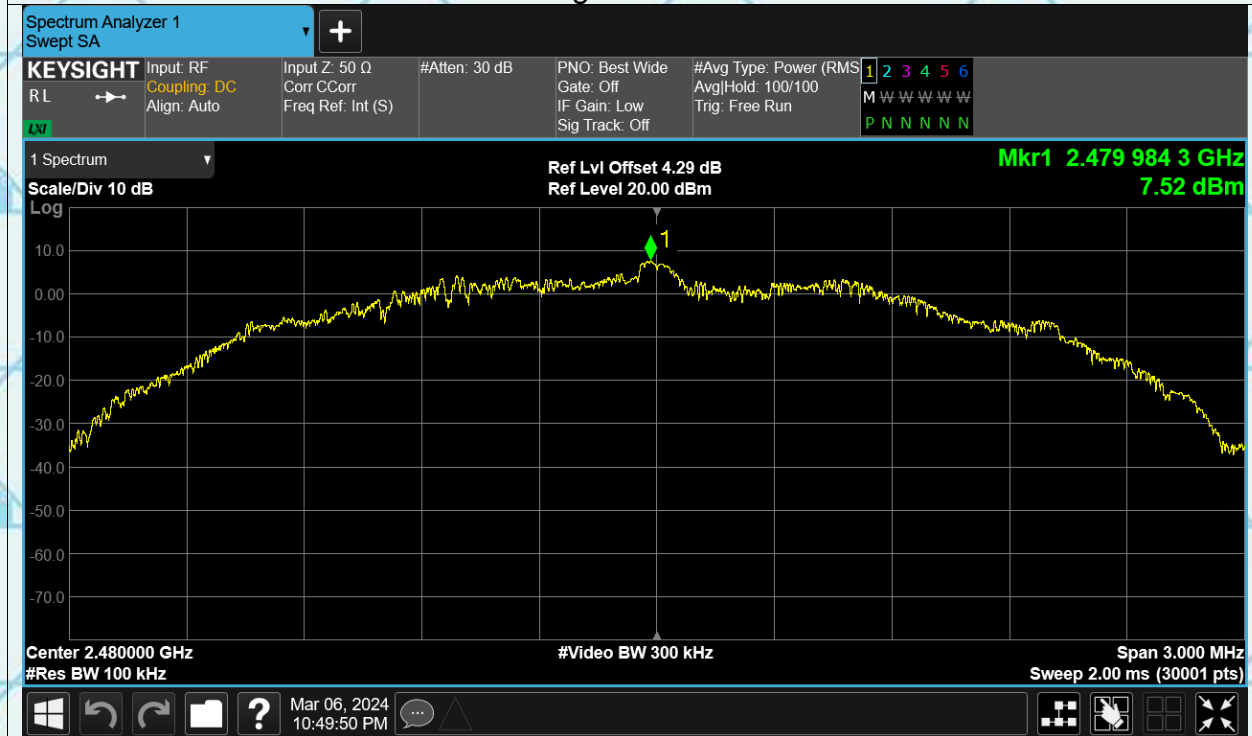 Spectrum Analyzer 1
Swept SA
KEYSIGHT
RL
LXI
Input: RF
Coupling: DC
Align: Auto
Input Z: 50 Ω
Corr CCorr
Freq Ref: Int (S)
#Atten: 30 dB
PNO: Best Wide
Gate: Off
IF Gain: Low
Sig Track: Off
#Avg Type: Power (RMS
Avg|Hold: 100/100
Trig: Free Run
1 2 3 4 5 6
M W W W W W
P N N N N N
1 Spectrum
Scale/Div 10 dB
Log
Ref Lvl Offset 4.29 dB
Ref Level 20.00 dBm
Mkr1 2.479 984 3 GHz
7.52 dBm
1
10.0
0.00
-10.0
-20.0
-30.0
-40.0
-50.0
-60.0
-70.0
Center 2.480000 GHz
#Res BW 100 kHz
#Video BW 300 kHz
Span 3.000 MHz
Sweep 2.00 ms (30001 pts)
Mar 06, 2024
10:49:50 PM